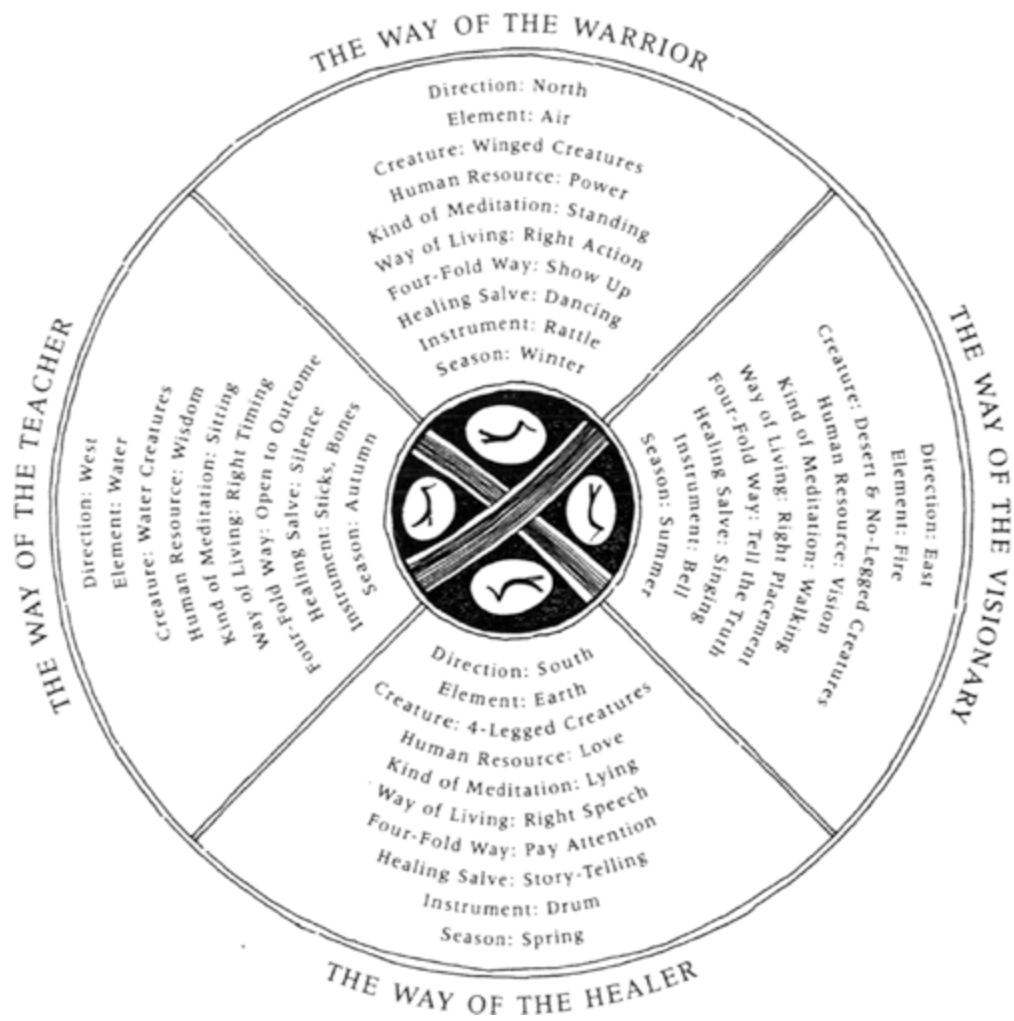 THE WAY OF THE WARRIOR
Direction: North
Element: Air
Creature: Winged Creatures
Human Resource: Power
Kind of Meditation: Standing
Way of Living: Right Action
Four-Fold Way: Show Up
Healing Salve: Dancing
Instrument: Rattle
Season: Winter
THE WAY OF THE VISIONARY
Direction: East
Element: Fire
Creature: Desert & No-Legged Creatures
Human Resource: Vision
Kind of Meditation: Walking
Way of Living: Right Placement
Four-Fold Way: Tell the Truth
Healing Salve: Singing
Instrument: Bell
Season: Summer
Direction: South
Element: Earth
Creature: 4-Legged Creatures
Human Resource: Love
Kind of Meditation: Lying
Way of Living: Right Speech
Four-Fold Way: Pay Attention
Healing Salve: Story-Telling
Instrument: Drum
Season: Spring
THE WAY OF THE HEALER
THE WAY OF THE TEACHER
Direction: West
Element: Water
Creature: Water Creatures
Human Resource: Wisdom
Kind of Meditation: Sitting
Way of Living: Right Timing
Four-Fold Way: Open to Outcome
Healing Salve: Silence
Instrument: Sticks, Bones
Season: Autumn